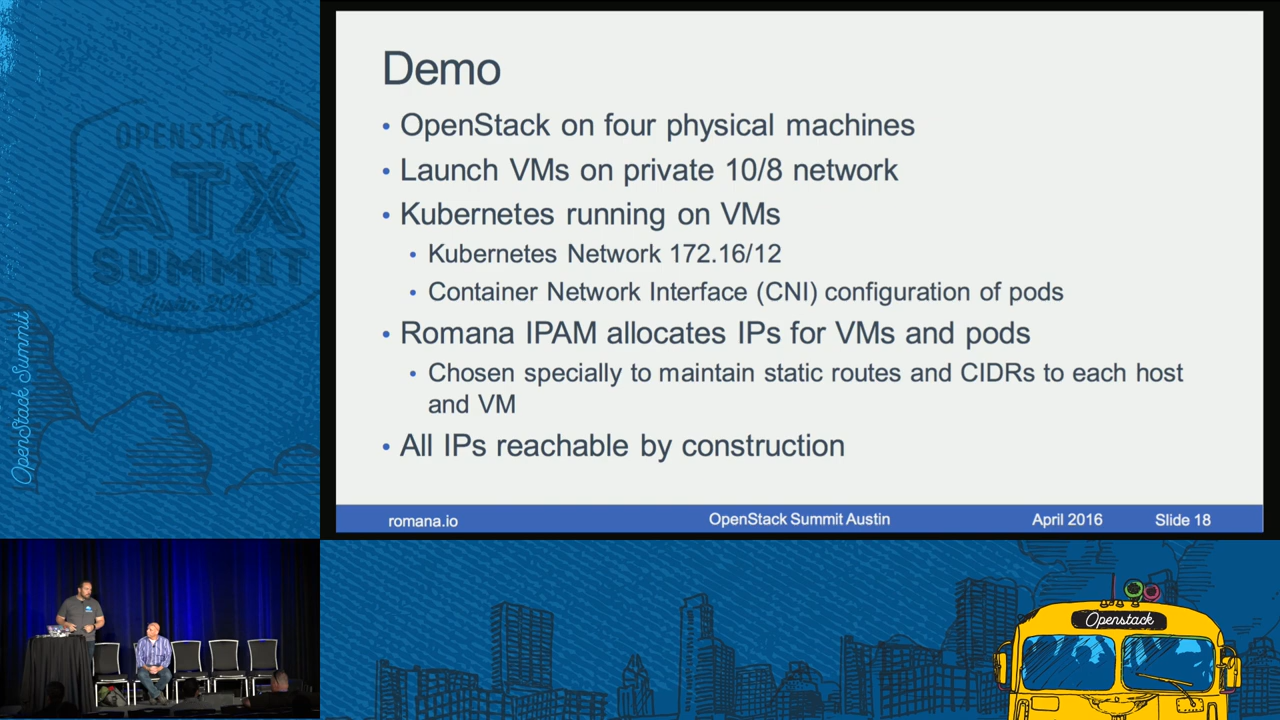 Demo
• OpenStack on four physical machines
• Launch VMs on private 10/8 network
• Kubernetes running on VMs
• Kubernetes Network 172.16/12
• Container Network Interface (CNI) configuration of pods
• Romana IPAM allocates IPs for VMs and pods
• Chosen specially to maintain static routes and CIDRs to each host
and VM
• All IPs reachable by construction
romana.io
OpenStack Summit Austin
April 2016
Slide 18
OPENSTACK
ATX
SUMMIT
Austin 2016
OpenStack Summit
Openstack